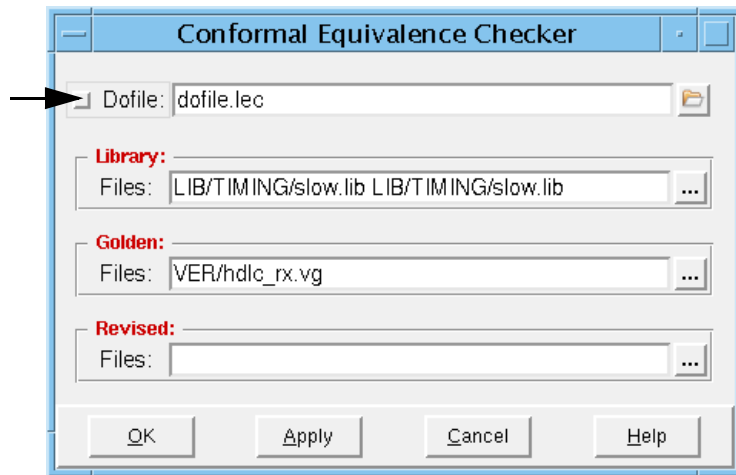 Conformal Equivalence Checker
Dofile: dofile.lec
Library:
Files: LIB/TIMING/slow.lib LIB/TIMING/slow.lib ...
Golden:
Files: VER/hdlc_rx.vg ...
Revised:
Files: ...
OK Apply Cancel Help